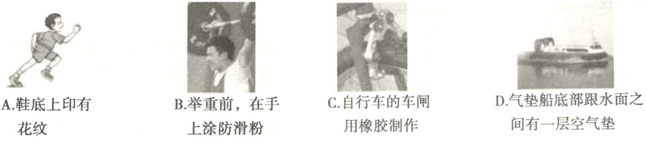 A.鞋底上印有
花纹
B.举重前，在手
上涂防滑粉
C.自行车的车闸
用橡胶制作
D.气垫船底部跟水面之
间有一层空气垫